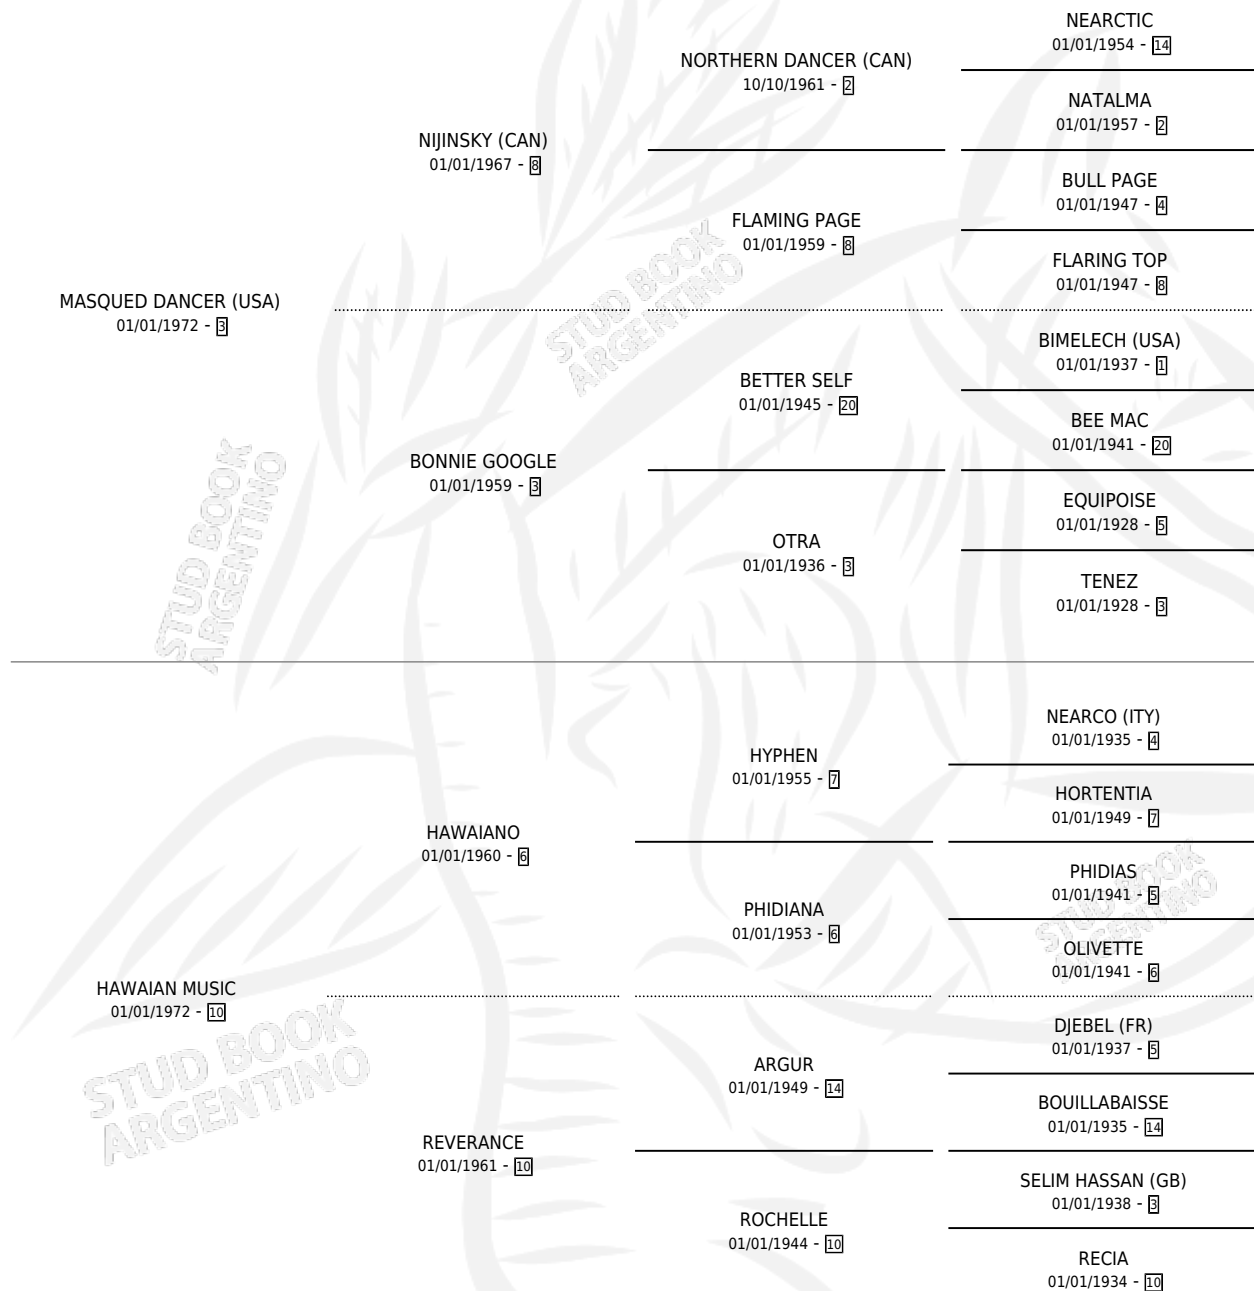 NEARCTIC
01/01/1954 - 14
NORTHERN DANCER (CAN)
10/10/1961 - 2
NATALMA
01/01/1957 - 2
NIJINSKY (CAN)
01/01/1967 - 8
BULL PAGE
01/01/1947 - 4
FLAMING PAGE
01/01/1959 - 8
FLARING TOP
01/01/1947 - 8
MASQUED DANCER (USA)
01/01/1972 - 3
BIMELECH (USA)
01/01/1937 - 1
BETTER SELF
01/01/1945 - 20
BEE MAC
01/01/1941 - 20
BONNIE GOOGLE
01/01/1959 - 3
EQUIPOISE
01/01/1928 - 5
OTRA
01/01/1936 - 3
TENEZ
01/01/1928 - 3
NEARCO (ITY)
01/01/1935 - 4
HYPHEN
01/01/1955 - 7
HORTENTIA
01/01/1949 - 7
HAWAIANO
01/01/1960 - 6
PHIDIAS
01/01/1941 - 5
PHIDIANA
01/01/1953 - 6
OLIVETTE
01/01/1941 - 6
HAWAIAN MUSIC
01/01/1972 - 10
DJEBEL (FR)
01/01/1937 - 5
ARGUR
01/01/1949 - 14
BOUILLABAISSE
01/01/1935 - 14
REVERANCE
01/01/1961 - 10
SELIM HASSAN (GB)
01/01/1938 - 3
ROCHELLE
01/01/1944 - 10
RECIA
01/01/1934 - 10
STUD BOOK
ARGENTINO
STUD BOOK
ARGENTINO
STUD BOOK
ARGENTINO
STUD BOOK
ARGENTINO